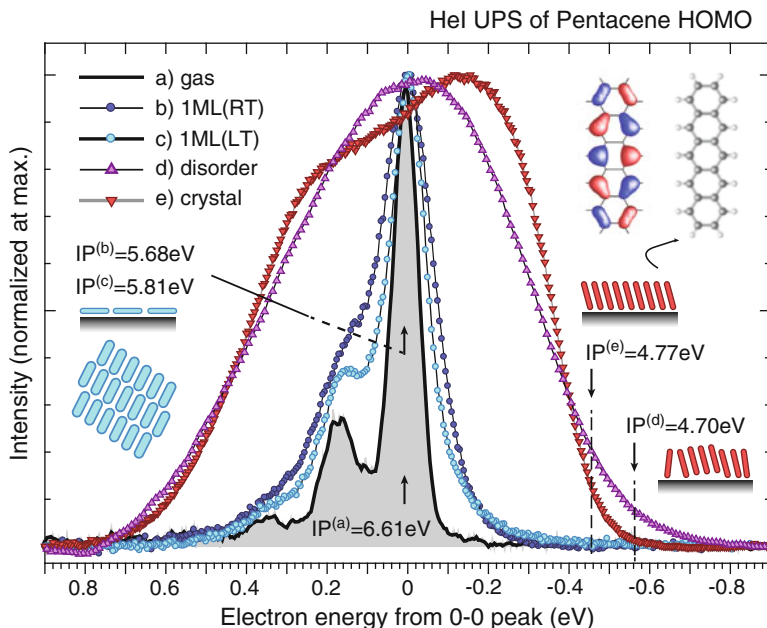 HeI UPS of Pentacene HOMO
a) gas
b) 1ML(RT)
c) 1ML(LT)
d) disorder
e) crystal
IP(b)=5.68eV
IP(c)=5.81eV
IP(e)=4.77eV
IP(d)=4.70eV
IP(a)=6.61eV
Intensity (normalized at max.)
0.8 0.6 0.4 0.2 0 -0.2 -0.4 -0.6 -0.8
Electron energy from 0-0 peak (eV)